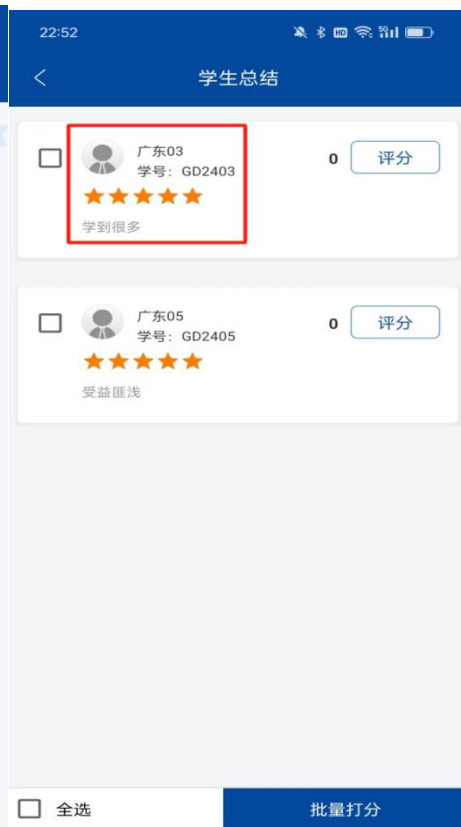 22:52
HD 5G
学生总结
广东03
学号：GD2403
0 评分
学到很多
广东05
学号：GD2405
0 评分
受益匪浅
全选
批量打分